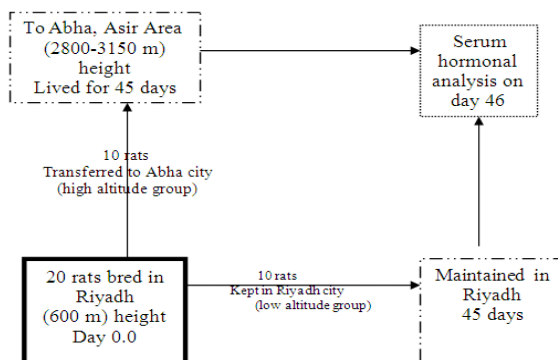 To Abha, Asir Area
(2800-3150 m)
height
Lived for 45 days
Serum
hormonal
analysis on
day 46
10 rats
Transferred to Abha city
(high altitude group)
20 rats bred in
Riyadh
(600 m) height
Day 0.0
10 rats
Kept in Riyadh city
(low altitude group)
Maintained in
Riyadh
45 days